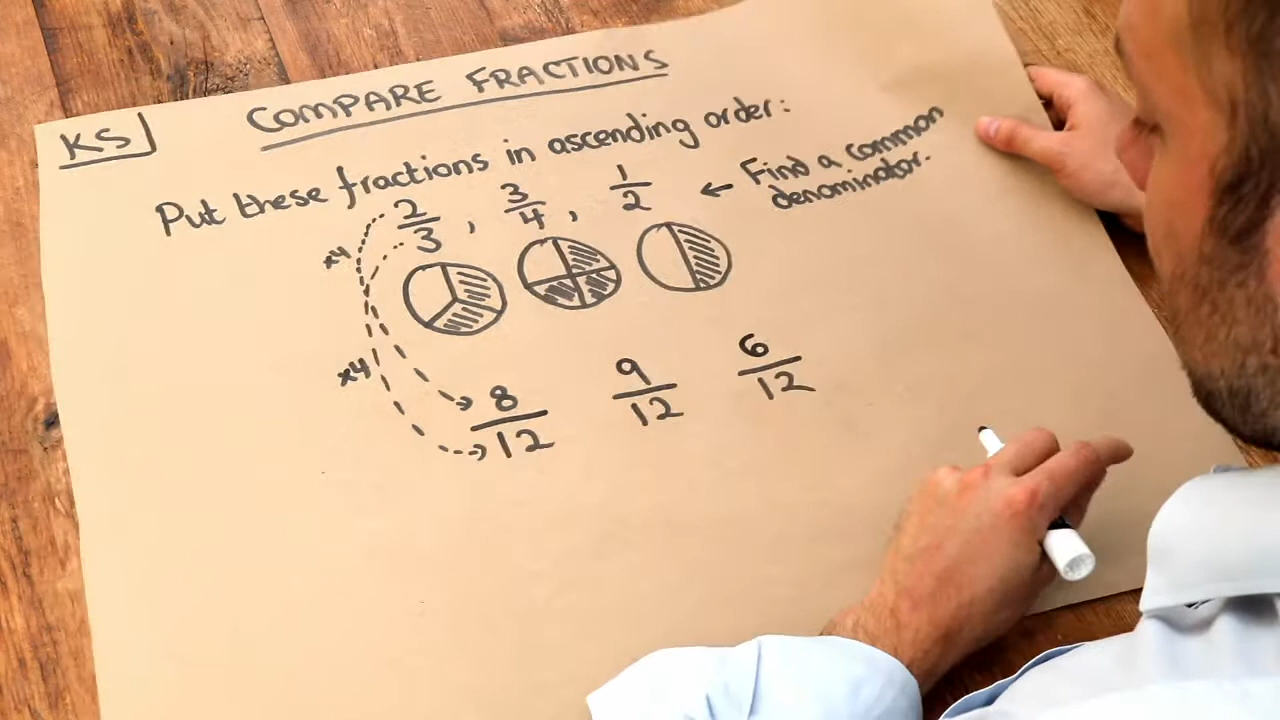 KS
COMPARE FRACTIONS
Put these fractions in ascending order:
2/3 , 3/4 , 1/2 ← Find a common
denominator.
x4
x4
8/12 9/12 6/12